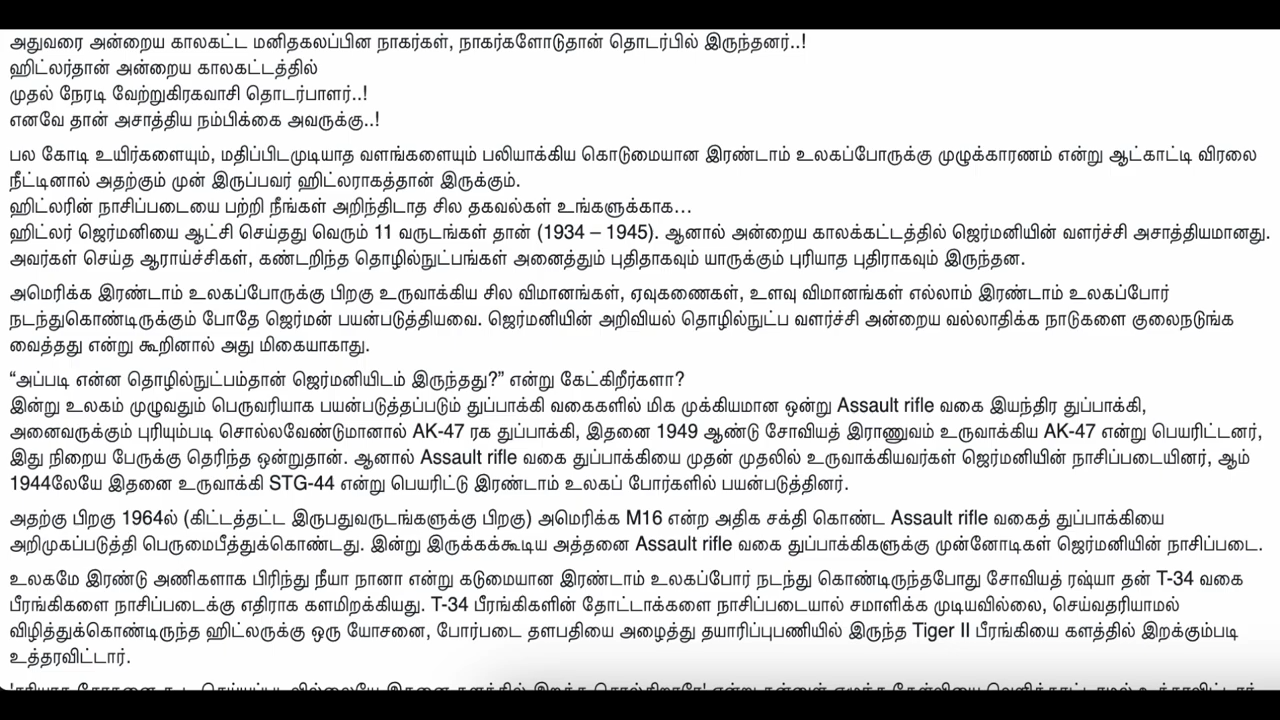 அதுவரை அன்றைய காலகட்ட மனிதகலப்பின நாகர்கள், நாகர்களோடுதான் தொடர்பில் இருந்தனர்..!
ஹிட்லர்தான் அன்றைய காலகட்டத்தில்
முதல் நேரடி வேற்றுகிரகவாசி தொடர்பாளர்..!
எனவே தான் அசாத்திய நம்பிக்கை அவருக்கு..!
பல கோடி உயிர்களையும், மதிப்பிடமுடியாத வளங்களையும் பலியாக்கிய கொடுமையான இரண்டாம் உலகப்போருக்கு முழுக்காரணம் என்று ஆட்காட்டி விரலை
நீட்டினால் அதற்கும் முன் இருப்பவர் ஹிட்லராகத்தான் இருக்கும்.
ஹிட்லரின் நாசிப்படையை பற்றி நீங்கள் அறிந்திடாத சில தகவல்கள் உங்களுக்காக…
ஹிட்லர் ஜெர்மனியை ஆட்சி செய்தது வெரும் 11 வருடங்கள் தான் (1934 – 1945). ஆனால் அன்றைய காலக்கட்டத்தில் ஜெர்மனியின் வளர்ச்சி அசாத்தியமானது.
அவர்கள் செய்த ஆராய்ச்சிகள், கண்டறிந்த தொழில்நுட்பங்கள் அனைத்தும் புதிதாகவும் யாருக்கும் புரியாத புதிராகவும் இருந்தன.
அமெரிக்க இரண்டாம் உலகப்போருக்கு பிறகு உருவாக்கிய சில விமானங்கள், ஏவுகணைகள், உளவு விமானங்கள் எல்லாம் இரண்டாம் உலகப்போர்
நடந்துகொண்டிருக்கும் போதே ஜெர்மன் பயன்படுத்தியவை. ஜெர்மனியின் அறிவியல் தொழில்நுட்ப வளர்ச்சி அன்றைய வல்லாதிக்க நாடுகளை குலைநடுங்க
வைத்தது என்று கூறினால் அது மிகையாகாது.
“அப்படி என்ன தொழில்நுட்பம்தான் ஜெர்மனியிடம் இருந்தது?” என்று கேட்கிறீர்களா?
இன்று உலகம் முழுவதும் பெருவரியாக பயன்படுத்தப்படும் துப்பாக்கி வகைகளில் மிக முக்கியமான ஒன்று Assault rifle வகை இயந்திர துப்பாக்கி,
அனைவருக்கும் புரியும்படி சொல்லவேண்டுமானால் AK-47 ரக துப்பாக்கி, இதனை 1949 ஆண்டு சோவியத் இராணுவம் உருவாக்கிய AK-47 என்று பெயரிட்டனர்,
இது நிறைய பேருக்கு தெரிந்த ஒன்றுதான். ஆனால் Assault rifle வகை துப்பாக்கியை முதன் முதலில் உருவாக்கியவர்கள் ஜெர்மனியின் நாசிப்படையினர், ஆம்
1944லேயே இதனை உருவாக்கி STG-44 என்று பெயரிட்டு இரண்டாம் உலகப் போர்களில் பயன்படுத்தினர்.
அதற்கு பிறகு 1964ல் (கிட்டத்தட்ட இருபதுவருடங்களுக்கு பிறகு) அமெரிக்க M16 என்ற அதிக சக்தி கொண்ட Assault rifle வகைத் துப்பாக்கியை
அறிமுகப்படுத்தி பெருமைபீத்துக்கொண்டது. இன்று இருக்கக்கூடிய அத்தனை Assault rifle வகை துப்பாக்கிகளுக்கு முன்னோடிகள் ஜெர்மனியின் நாசிப்படை.
உலகமே இரண்டு அணிகளாக பிரிந்து நீயா நானா என்று கடுமையான இரண்டாம் உலகப்போர் நடந்து கொண்டிருந்தபோது சோவியத் ரஷ்யா தன் T-34 வகை
பீரங்கிகளை நாசிப்படைக்கு எதிராக களமிறக்கியது. T-34 பீரங்கிகளின் தோட்டாக்களை நாசிப்படையால் சமாளிக்க முடியவில்லை, செய்வதரியாமல்
விழித்துக்கொண்டிருந்த ஹிட்லருக்கு ஒரு யோசனை, போர்படை தளபதியை அழைத்து தயாரிப்புபணியில் இருந்த Tiger II பீரங்கியை களத்தில் இறக்கும்படி
உத்தரவிட்டார்.